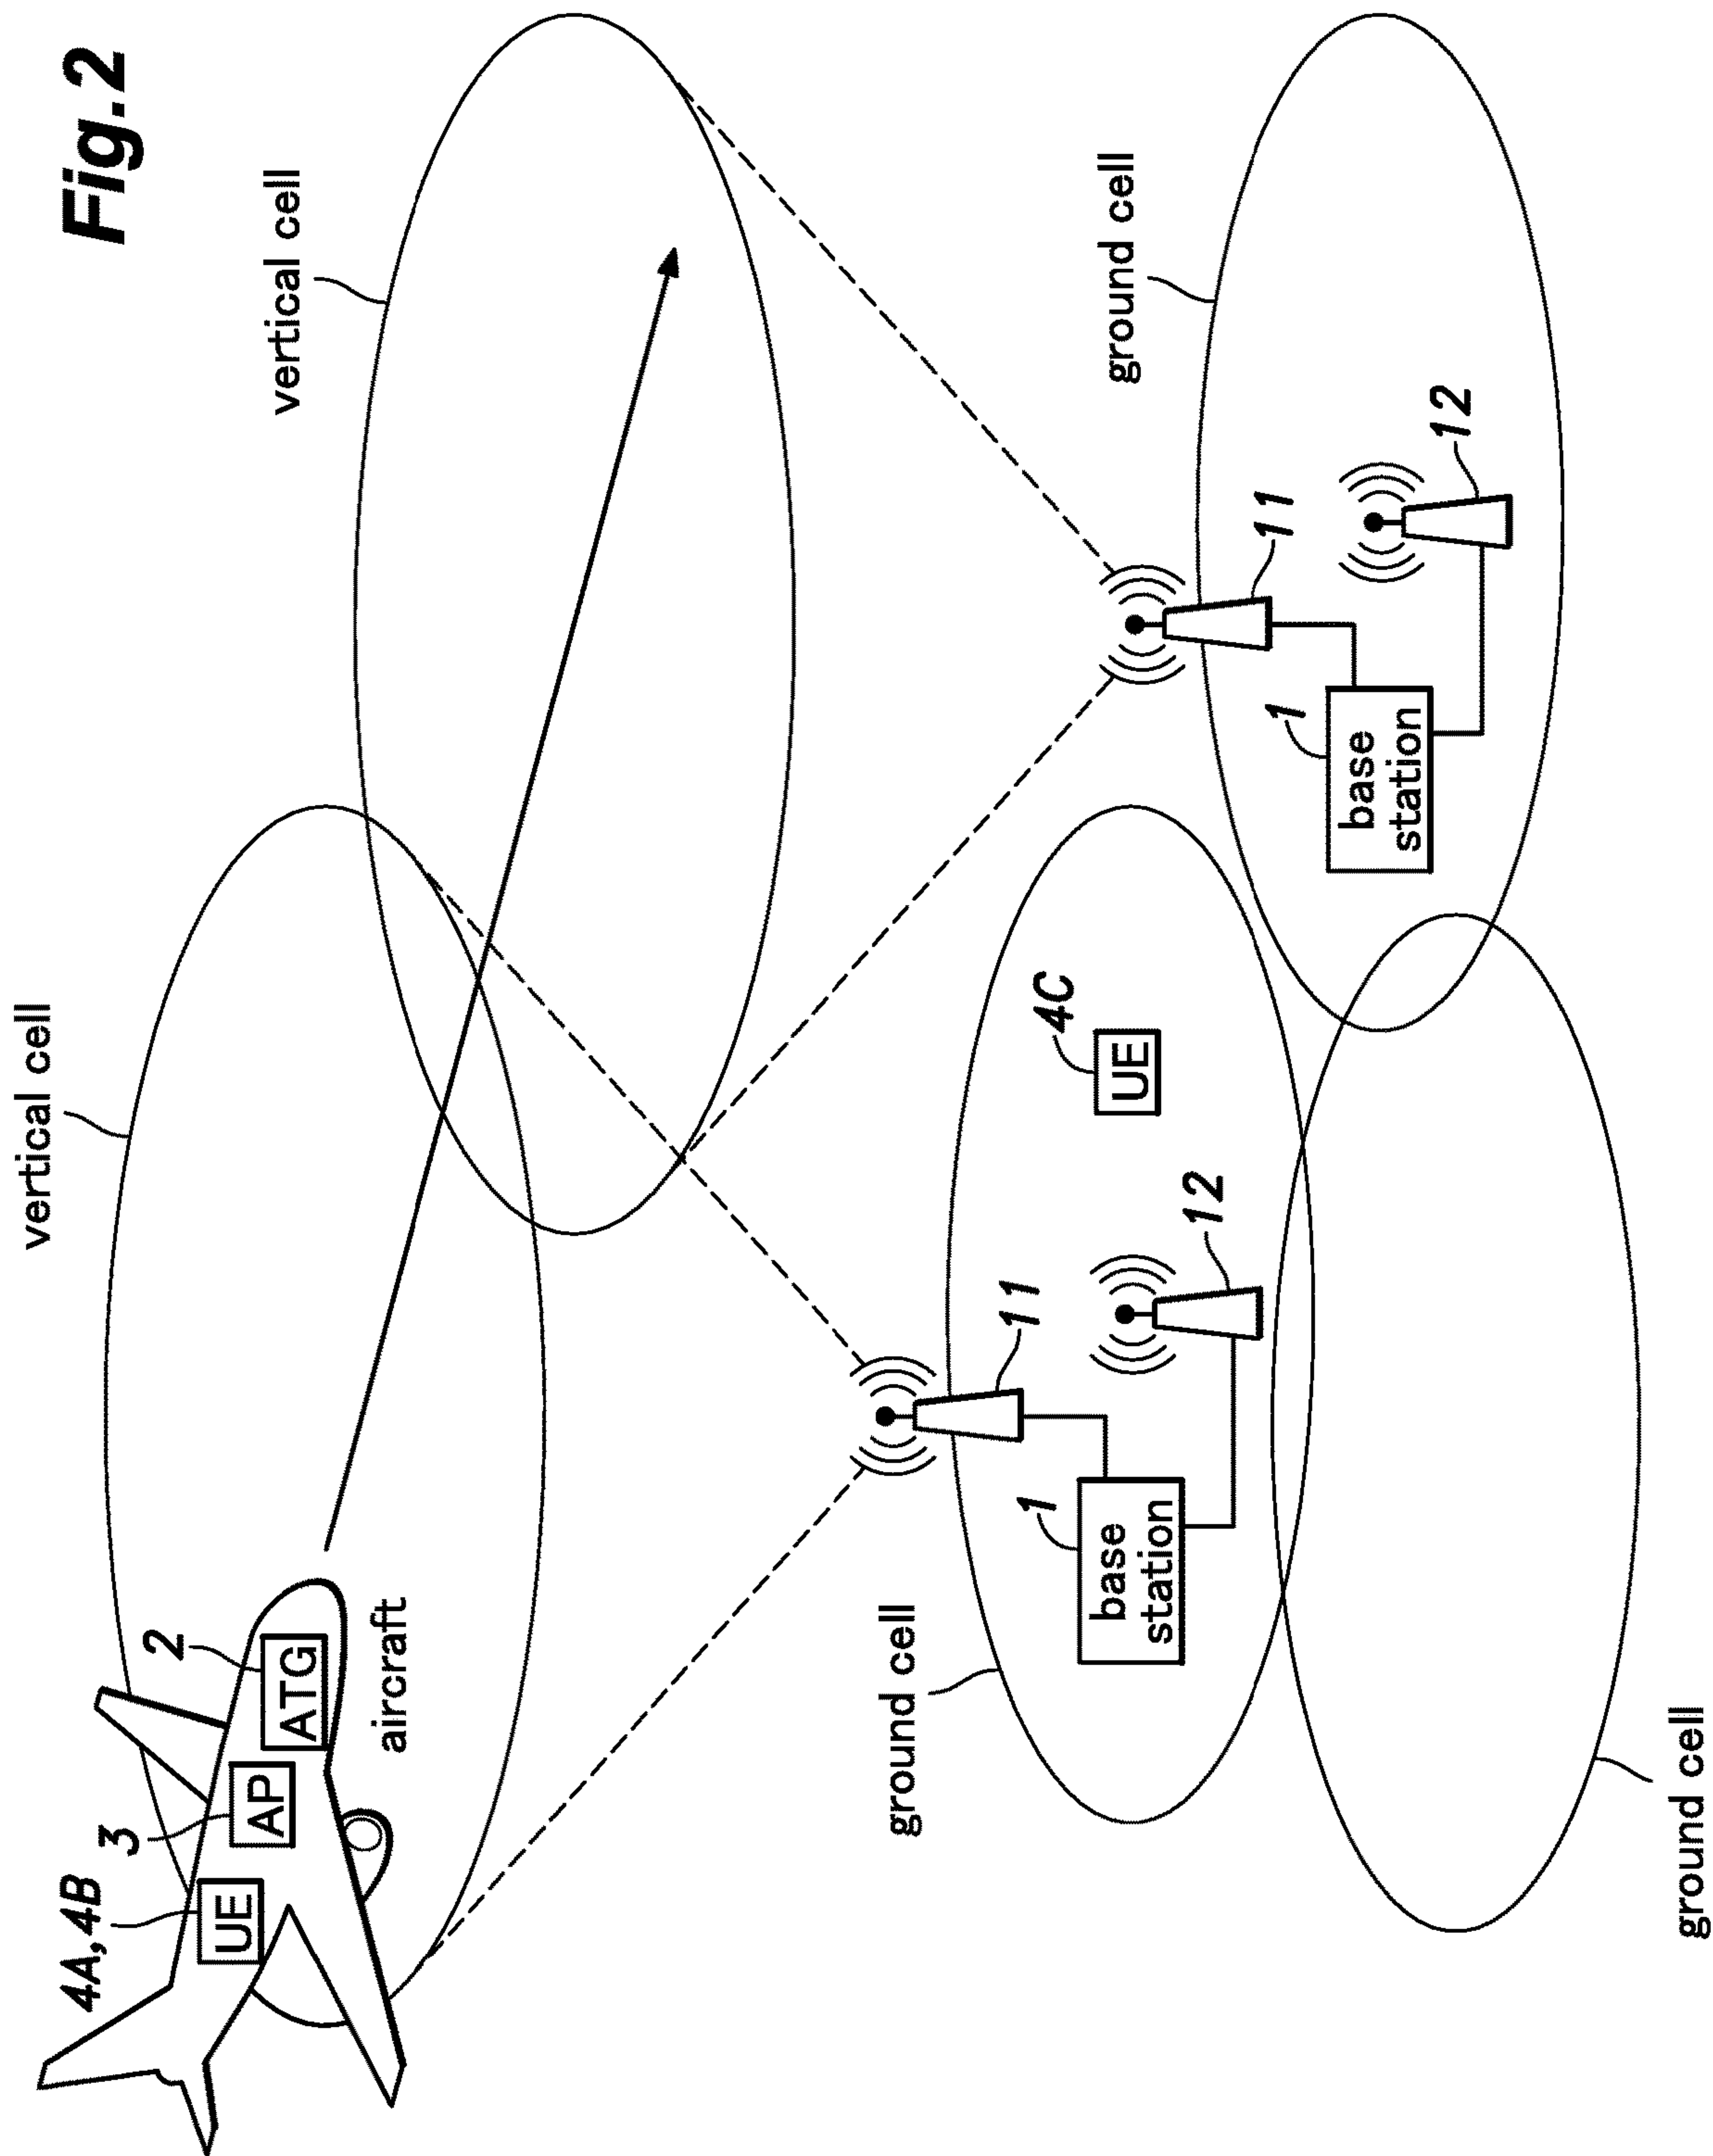 Fig.2
vertical cell
vertical cell
4A,4B
3
2
UE
AP
ATG
aircraft
ground cell
11
12
1
base
station
4C
UE
ground cell
11
12
1
base
station
ground cell